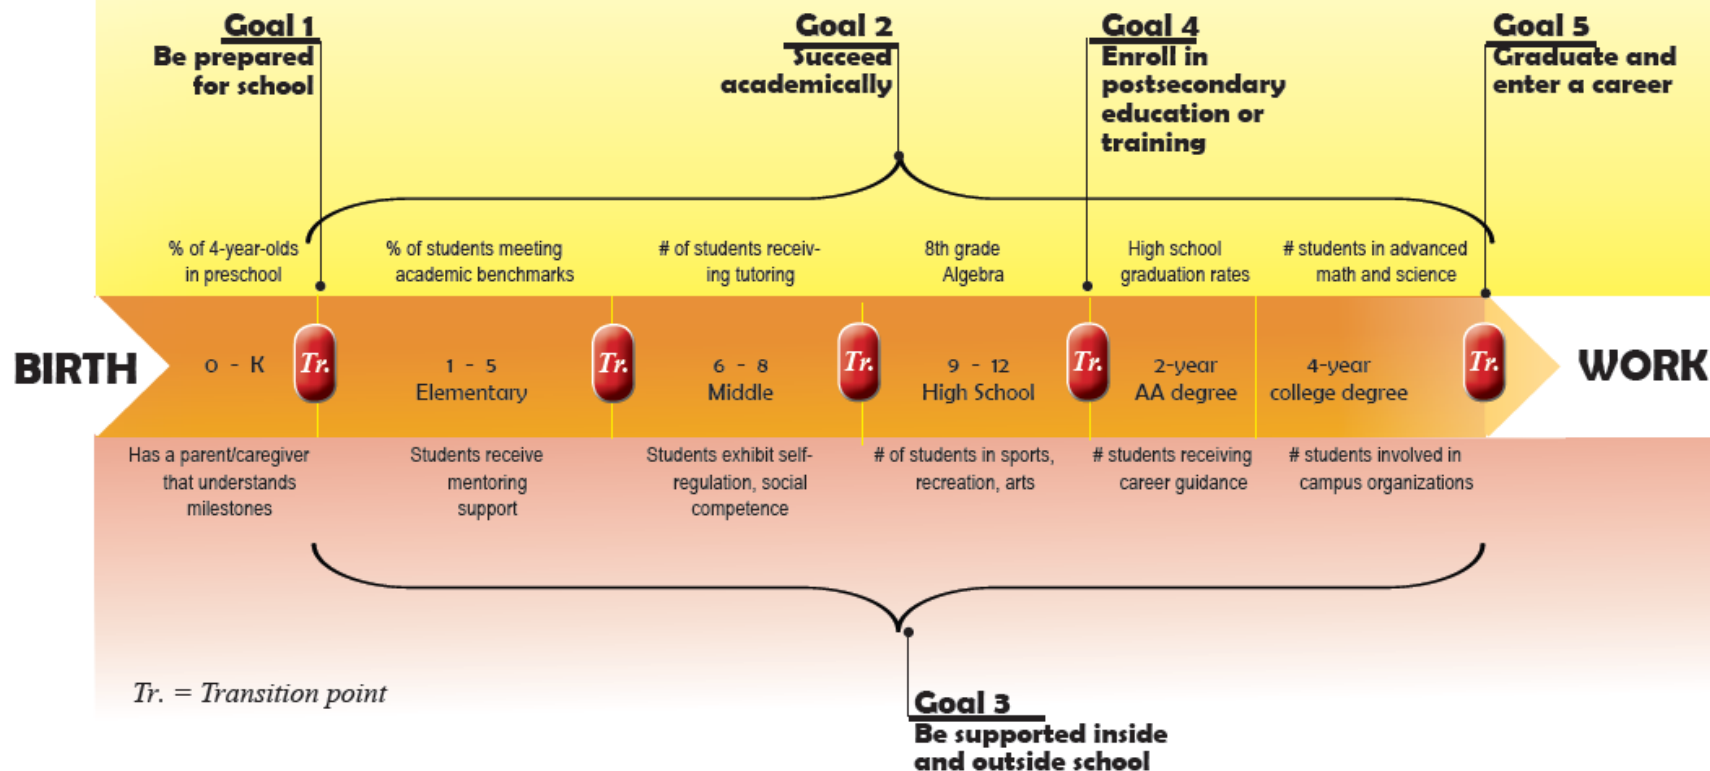 Goal 1
Be prepared
for school
Goal 2
Succeed
academically
Goal 4
Enroll in
postsecondary
education or
training
Goal 5
Graduate and
enter a career
% of 4-year-olds
in preschool
% of students meeting
academic benchmarks
# of students receiv-
ing tutoring
8th grade
Algebra
High school
graduation rates
# students in advanced
math and science
BIRTH
0 - K
Tr.
1 - 5
Elementary
Tr.
6 - 8
Middle
Tr.
9 - 12
High School
Tr.
2-year
AA degree
4-year
college degree
Tr.
WORK
Has a parent/caregiver
that understands
milestones
Students receive
mentoring
support
Students exhibit self-
regulation, social
competence
# of students in sports,
recreation, arts
# students receiving
career guidance
# students involved in
campus organizations
Tr. = Transition point
Goal 3
Be supported inside
and outside school